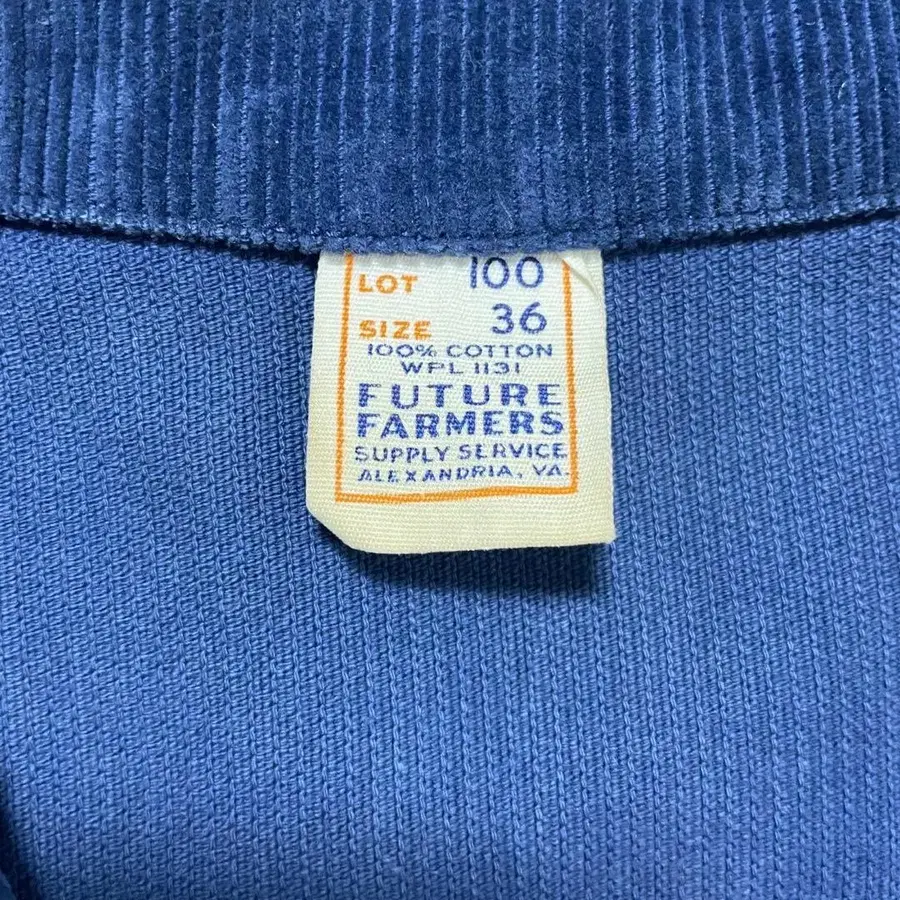 LOT 100
SIZE 36
100% COTTON
WPL 1131
FUTURE
FARMERS
SUPPLY SERVICE
ALEXANDRIA, VA.